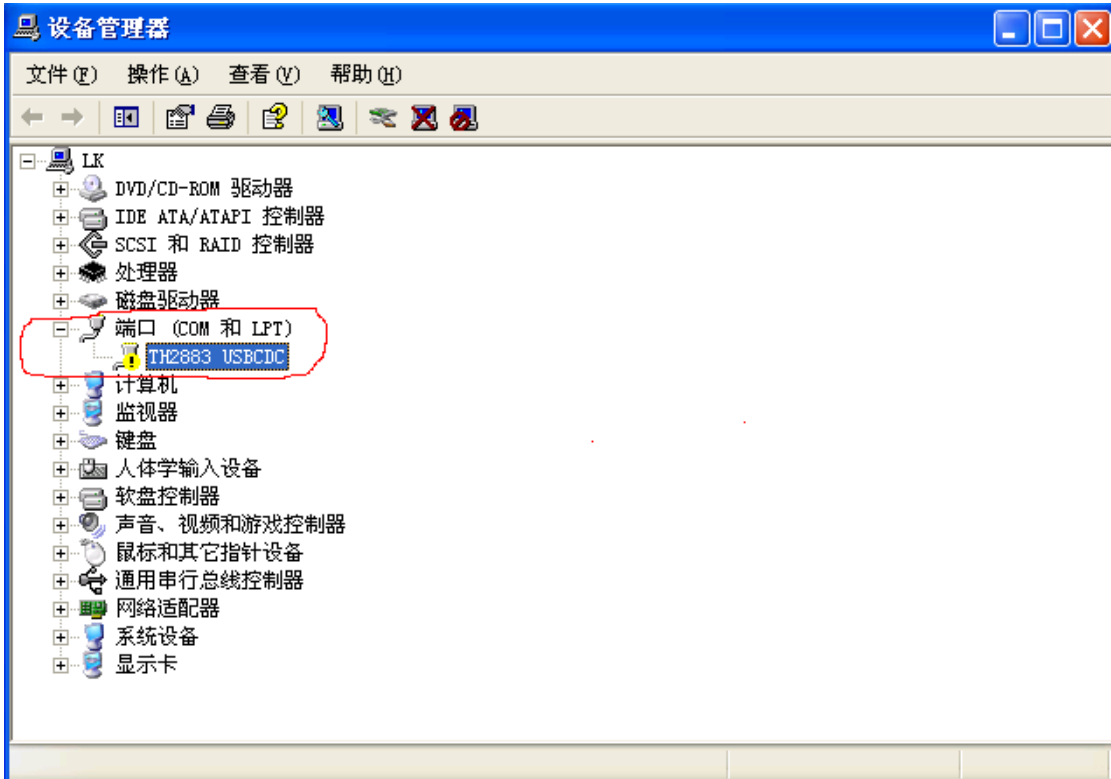 设备管理器
文件(F) 操作(A) 查看(V) 帮助(H)
LK
DVD/CD-ROM 驱动器
IDE ATA/ATAPI 控制器
SCSI 和 RAID 控制器
处理器
磁盘驱动器
端口 (COM 和 LPT)
TH2883 USBCDC
计算机
监视器
键盘
人体学输入设备
软盘控制器
声音、视频和游戏控制器
鼠标和其它指针设备
通用串行总线控制器
网络适配器
系统设备
显示卡